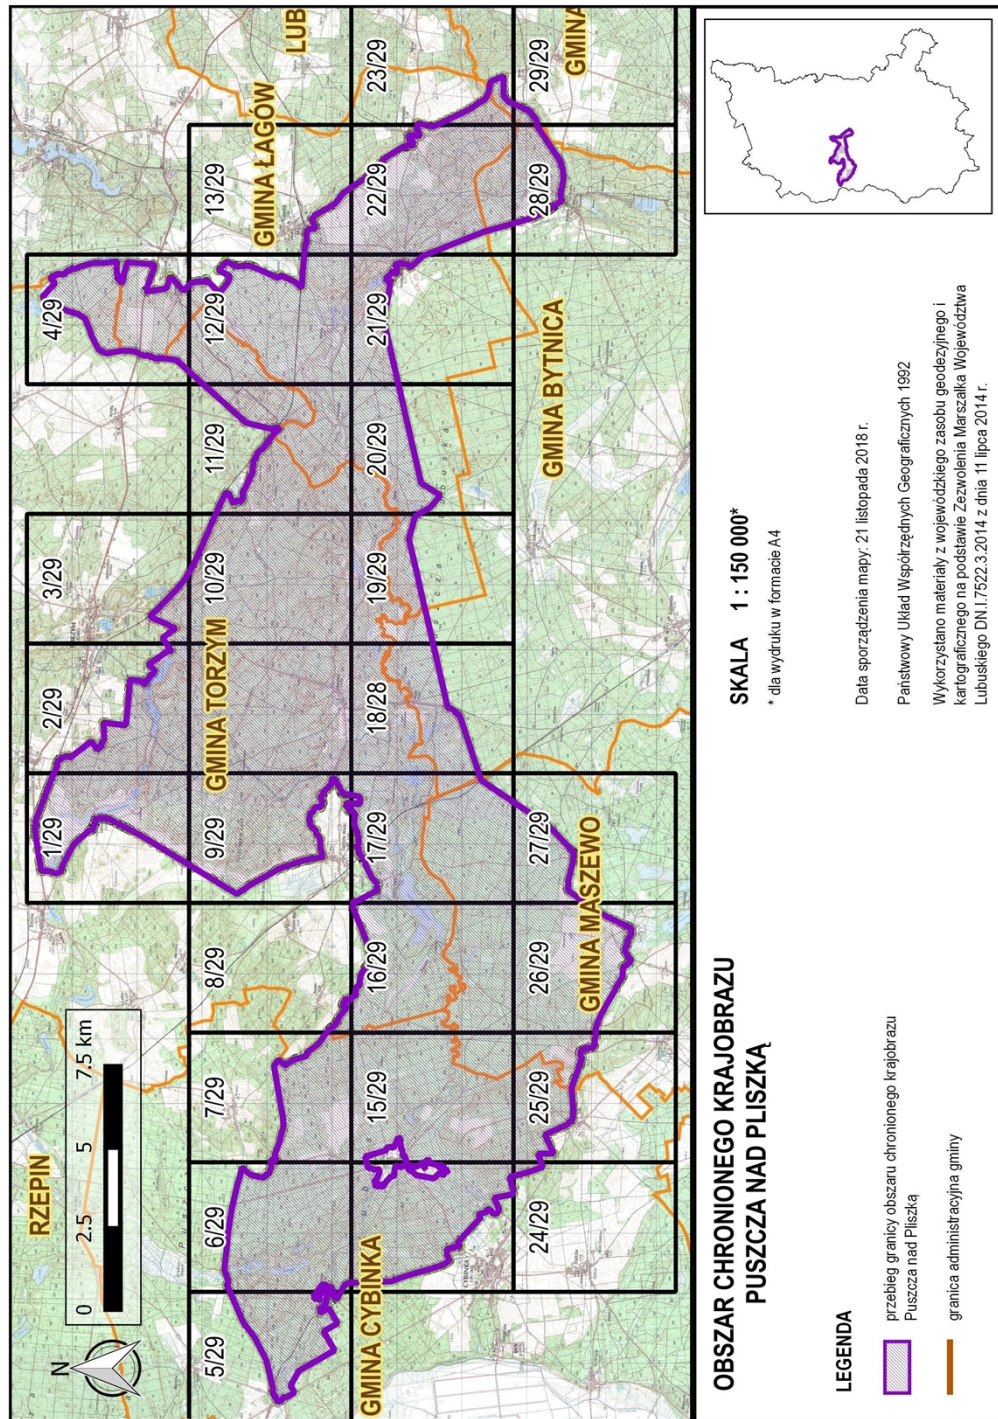 N
0 2.5 5 7.5 km
RZEPIN
LUB
GMINA ŁAGÓW
GMINA
GMINA TORZYM
GMINA CYBINKA
GMINA MASZEWO
GMINA BYTNICA
1/29
2/29
3/29
4/29
5/29
6/29
7/29
8/29
9/29
10/29
11/29
12/29
13/29
15/29
16/29
17/29
18/28
19/29
20/29
21/29
22/29
23/29
24/29
25/29
26/29
27/29
28/29
29/29
CYBINKA
OBSZAR CHRONIONEGO KRAJOBRAZU
PUSZCZA NAD PLISZKĄ
LEGENDA
przebieg granicy obszaru chronionego krajobrazu
Puszcza nad Pliszką
granica administracyjna gminy
SKALA 1 : 150 000*
* dla wydruku w formacie A4
Data sporządzenia mapy: 21 listopada 2018 r.
Państwowy Układ Współrzędnych Geograficznych 1992
Wykorzystano materiały z wojewódzkiego zasobu geodezyjnego i
kartograficznego na podstawie Zezwolenia Marszałka Województwa
Lubuskiego DN.I.7522.3.2014 z dnia 11 lipca 2014 r.